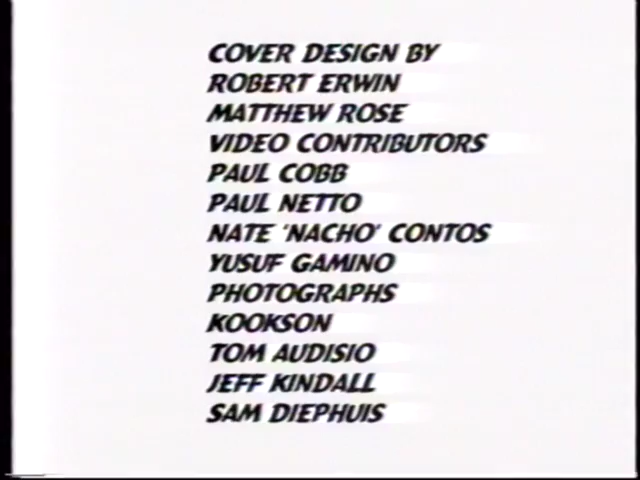 COVER DESIGN BY
ROBERT ERWIN
MATTHEW ROSE
VIDEO CONTRIBUTORS
PAUL COBB
PAUL NETTO
NATE 'NACHO' CONTOS
YUSUF GAMINO
PHOTOGRAPHS
KOOKSON
TOM AUDISIO
JEFF KINDALL
SAM DIEPHUIS